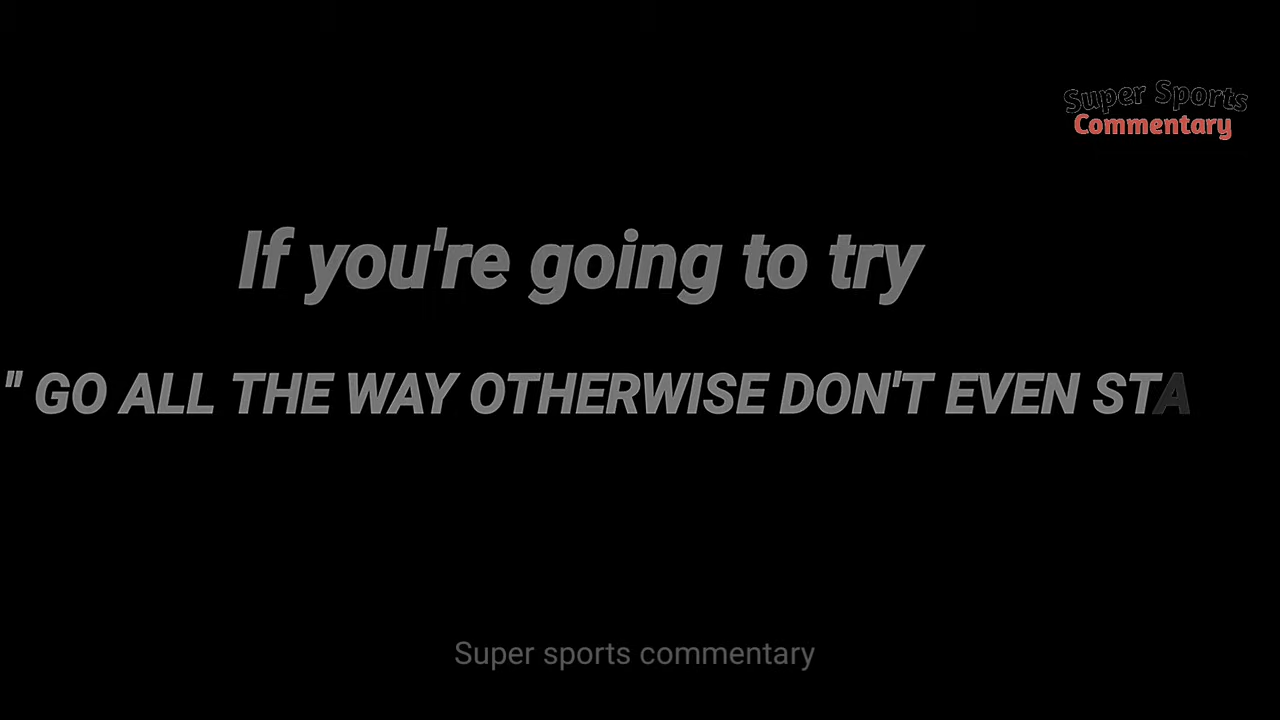 Super Sports
Commentary
If you're going to try
" GO ALL THE WAY OTHERWISE DON'T EVEN STA
Super sports commentary